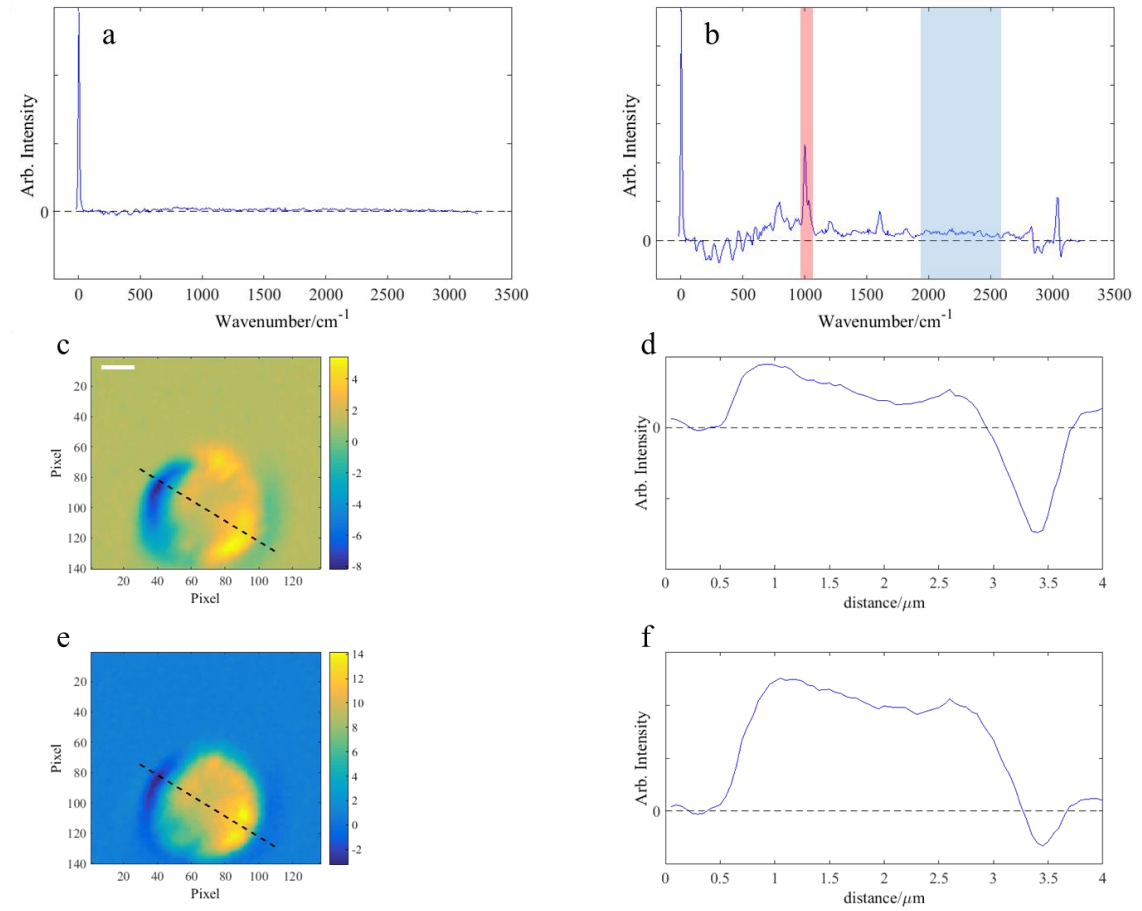 a
Arb. Intensity
0
0 500 1000 1500 2000 2500 3000 3500
Wavenumber/cm-1
b
Arb. Intensity
0
0 500 1000 1500 2000 2500 3000 3500
Wavenumber/cm-1
c
Pixel
20
40
60
80
100
120
140
20 40 60 80 100 120
Pixel
4
2
0
-2
-4
-6
-8
d
Arb. Intensity
0
0 0.5 1 1.5 2 2.5 3 3.5 4
distance/μm
e
Pixel
20
40
60
80
100
120
140
20 40 60 80 100 120
Pixel
14
12
10
8
6
4
2
0
-2
f
Arb. Intensity
0
0 0.5 1 1.5 2 2.5 3 3.5 4
distance/μm